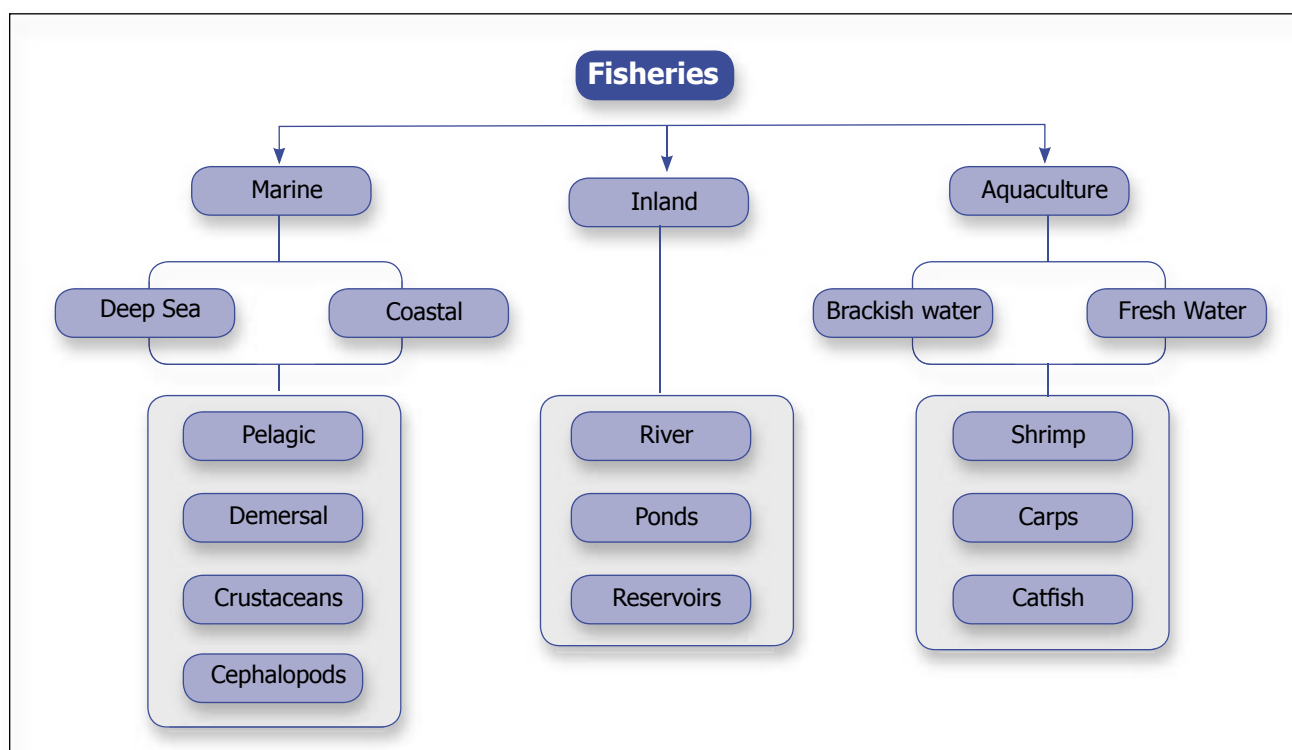 Fisheries
Marine
Inland
Aquaculture
Deep Sea
Coastal
Brackish water
Fresh Water
Pelagic
Demersal
Crustaceans
Cephalopods
River
Ponds
Reservoirs
Shrimp
Carps
Catfish